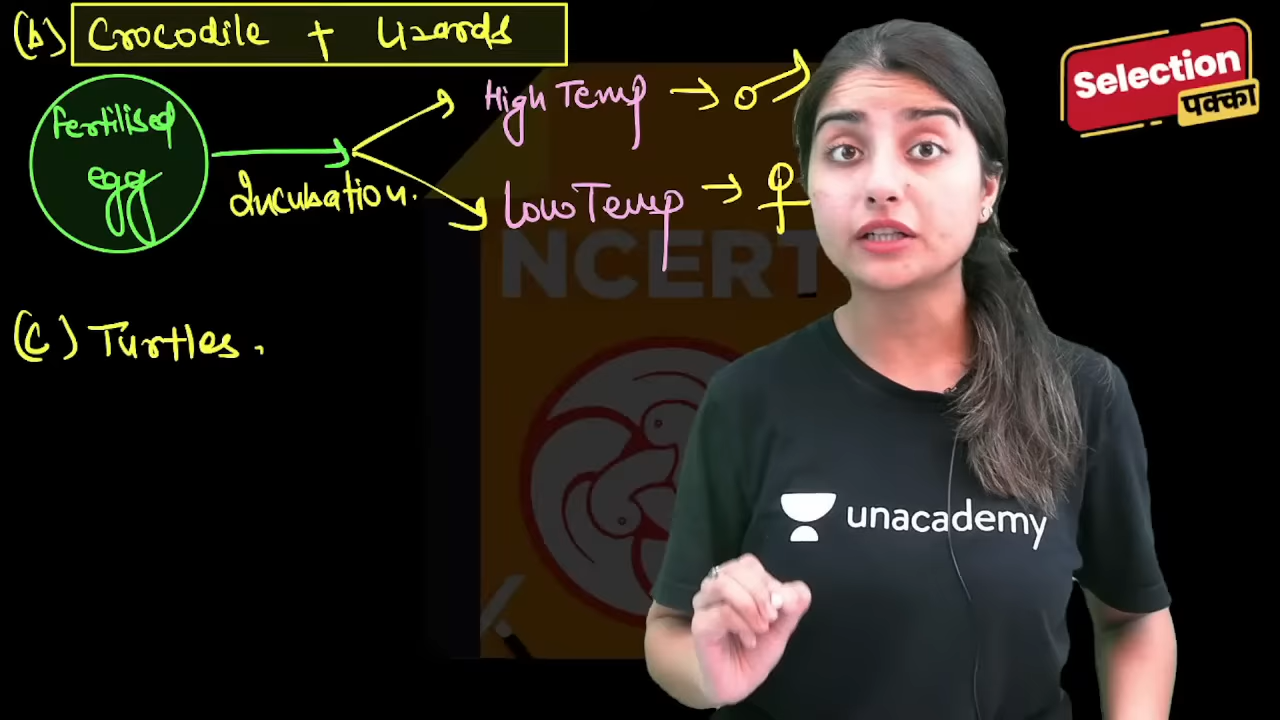 (b) Crocodile + Lizards
fertilised
egg
Incubation.
High Temp → ♂
Low Temp → ♀
(C) Turtles.
NCERT
Selection
पक्का
unacademy